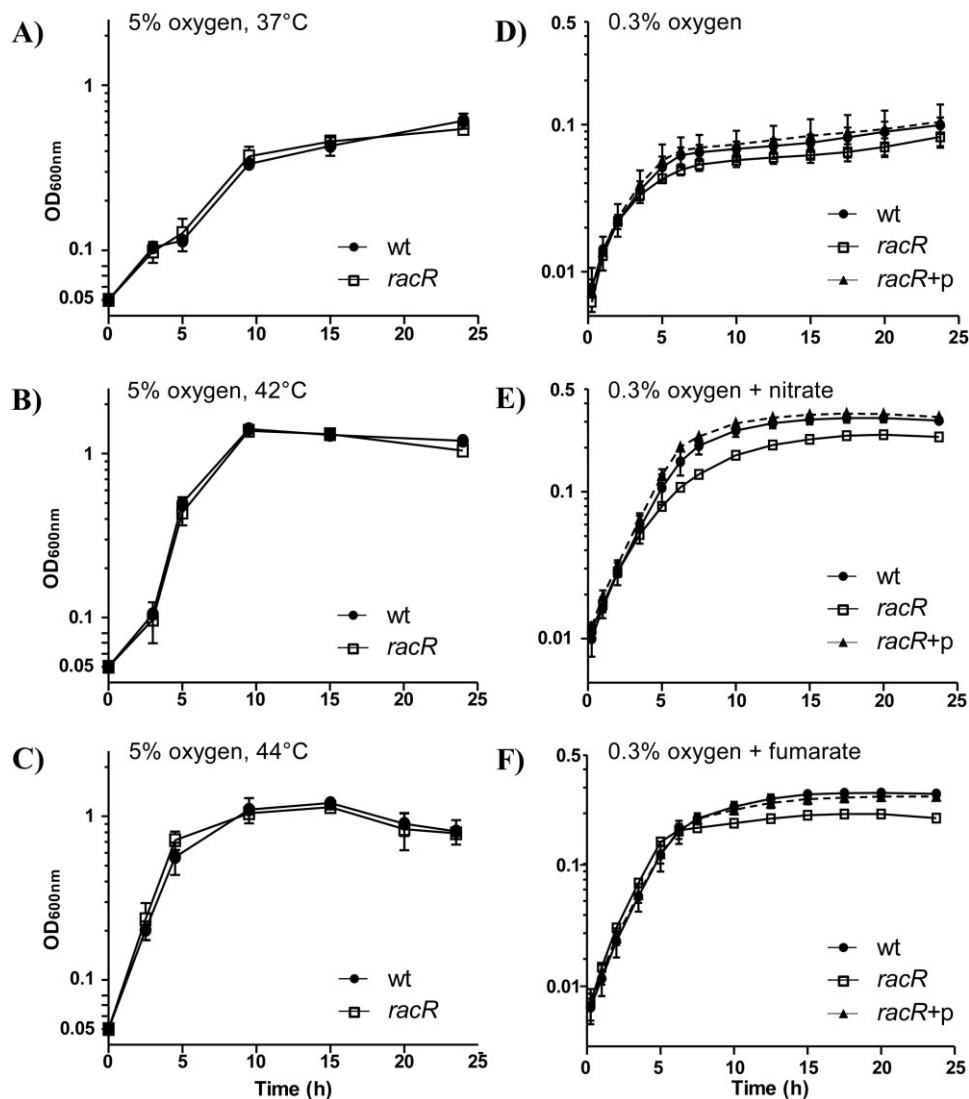 A)
5% oxygen, 37°C
OD600nm
1
0.1
0.05
0 5 10 15 20 25
wt
racR
B)
5% oxygen, 42°C
OD600nm
1
0.1
0.05
0 5 10 15 20 25
wt
racR
C)
5% oxygen, 44°C
OD600nm
1
0.1
0.05
0 5 10 15 20 25
Time (h)
wt
racR
D)
0.3% oxygen
0.5
0.1
0.01
0 5 10 15 20 25
wt
racR
racR+p
E)
0.3% oxygen + nitrate
0.5
0.1
0.01
0 5 10 15 20 25
wt
racR
racR+p
F)
0.3% oxygen + fumarate
0.5
0.1
0.01
0 5 10 15 20 25
Time (h)
wt
racR
racR+p